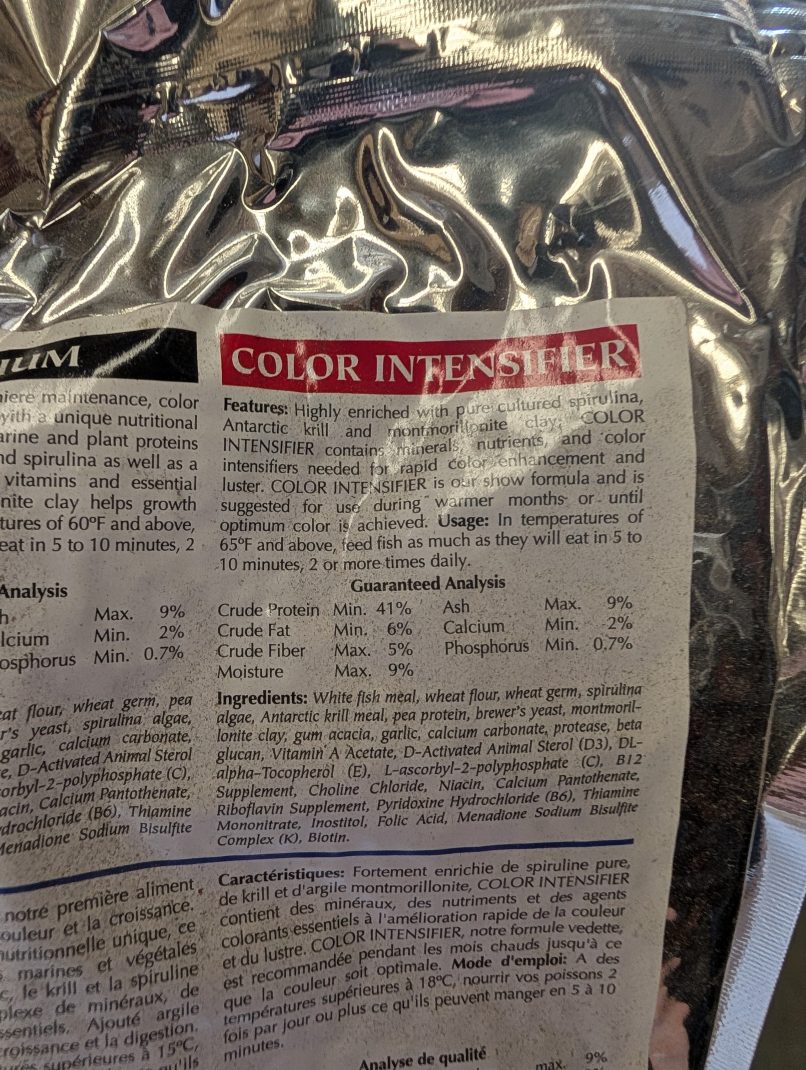 IUM
iere maintenance, color
with a unique nutritional
arine and plant proteins
nd spirulina as well as a
vitamins and essential
nite clay helps growth
tures of 60ºF and above,
eat in 5 to 10 minutes, 2
Analysis
h Max. 9%
lcium Min. 2%
osphorus Min. 0.7%
eat flour, wheat germ, pea
r's yeast, spirulina algae,
garlic, calcium carbonate,
e, D-Activated Animal Sterol
corbyl-2-polyphosphate (C),
acin, Calcium Pantothenate,
drochloride (B6), Thiamine
Menadione Sodium Bisulfite
notre première aliment
ouleur et la croissance.
nutritionnelle unique, ce
s marines et végétales
c, le krill et la spiruline
plexe de minéraux, de
ssentiels. Ajouté argile
croissance et la digestion.
ures supérieures à 15ºC,
qu'ils
COLOR INTENSIFIER
Features: Highly enriched with pure cultured spirulina,
Antarctic krill and montmorillonite clay, COLOR
INTENSIFIER contains minerals, nutrients, and color
intensifiers needed for rapid color enhancement and
luster. COLOR INTENSIFIER is our show formula and is
suggested for use during warmer months or until
optimum color is achieved. Usage: In temperatures of
65ºF and above, feed fish as much as they will eat in 5 to
10 minutes, 2 or more times daily.
Guaranteed Analysis
Crude Protein Min. 41% Ash Max. 9%
Crude Fat Min. 6% Calcium Min. 2%
Crude Fiber Max. 5% Phosphorus Min. 0.7%
Moisture Max. 9%
Ingredients: White fish meal, wheat flour, wheat germ, spirulina
algae, Antarctic krill meal, pea protein, brewer's yeast, montmoril-
lonite clay, gum acacia, garlic, calcium carbonate, protease, beta
glucan, Vitamin A Acetate, D-Activated Animal Sterol (D3), DL-
alpha-Tocopherol (E), L-ascorbyl-2-polyphosphate (C), B12
Supplement, Choline Chloride, Niacin, Calcium Pantothenate,
Riboflavin Supplement, Pyridoxine Hydrochloride (B6), Thiamine
Mononitrate, Inositol, Folic Acid, Menadione Sodium Bisulfite
Complex (K), Biotin.
Caractéristiques: Fortement enrichie de spiruline pure,
de krill et d'argile montmorillonite, COLOR INTENSIFIER
contient des minéraux, des nutriments et des agents
colorants essentiels à l'amélioration rapide de la couleur
et du lustre. COLOR INTENSIFIER, notre formule vedette,
est recommandée pendant les mois chauds jusqu'à ce
que la couleur soit optimale. Mode d'emploi: A des
températures supérieures à 18ºC, nourrir vos poissons 2
fois par jour ou plus ce qu'ils peuvent manger en 5 à 10
minutes.
Analyse de qualité
max. 9%